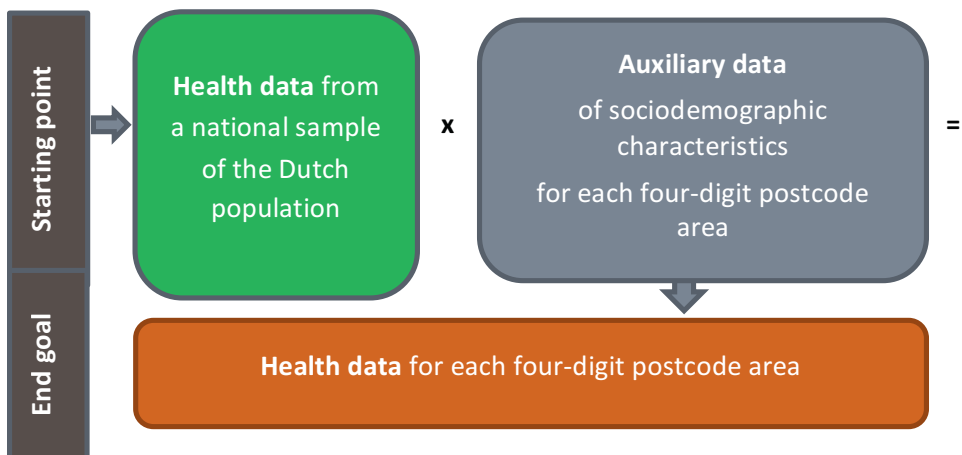 Starting point
Health data from
a national sample
of the Dutch
population
x
Auxiliary data
of sociodemographic
characteristics
for each four-digit postcode
area
=
End goal
Health data for each four-digit postcode area